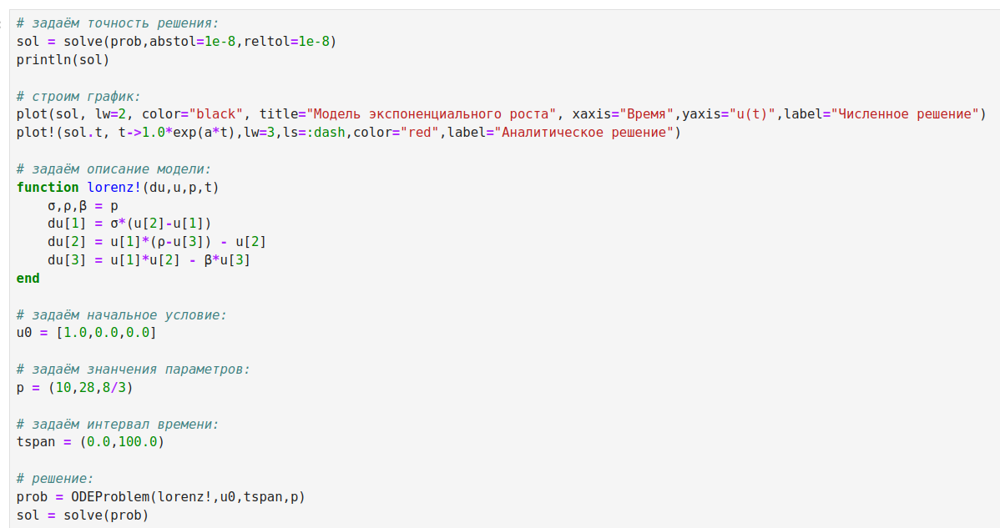 # задаём точность решения:
sol = solve(prob,abstol=1e-8,reltol=1e-8)
println(sol)
# строим график:
plot(sol, lw=2, color="black", title="Модель экспоненциального роста", xaxis="Время",yaxis="u(t)",label="Численное решение")
plot!(sol.t, t->1.0*exp(a*t),lw=3,ls=:dash,color="red",label="Аналитическое решение")
# задаём описание модели:
function lorenz!(du,u,p,t)
    σ,ρ,β = p
    du[1] = σ*(u[2]-u[1])
    du[2] = u[1]*(ρ-u[3]) - u[2]
    du[3] = u[1]*u[2] - β*u[3]
end
# задаём начальное условие:
u0 = [1.0,0.0,0.0]
# задаём знанчения параметров:
p = (10,28,8/3)
# задаём интервал времени:
tspan = (0.0,100.0)
# решение:
prob = ODEProblem(lorenz!,u0,tspan,p)
sol = solve(prob)